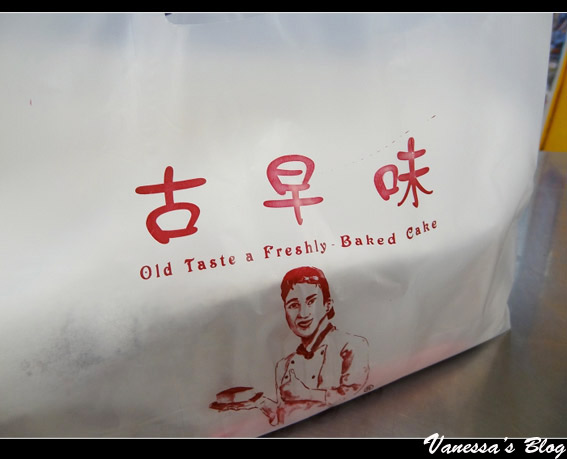 古早味
Old Taste a Freshly-Baked Cake
Vanessa's Blog